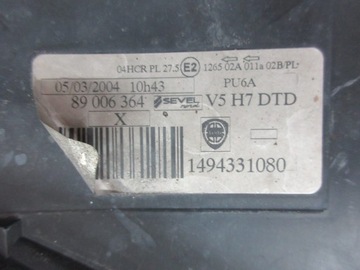 04HCR PL 27.5 E2 1265 02A 011a 02B/PL
05/03/2004 10h43 PU6A
89 006 364 SEVEL V5 H7 DTD
X
1494331080